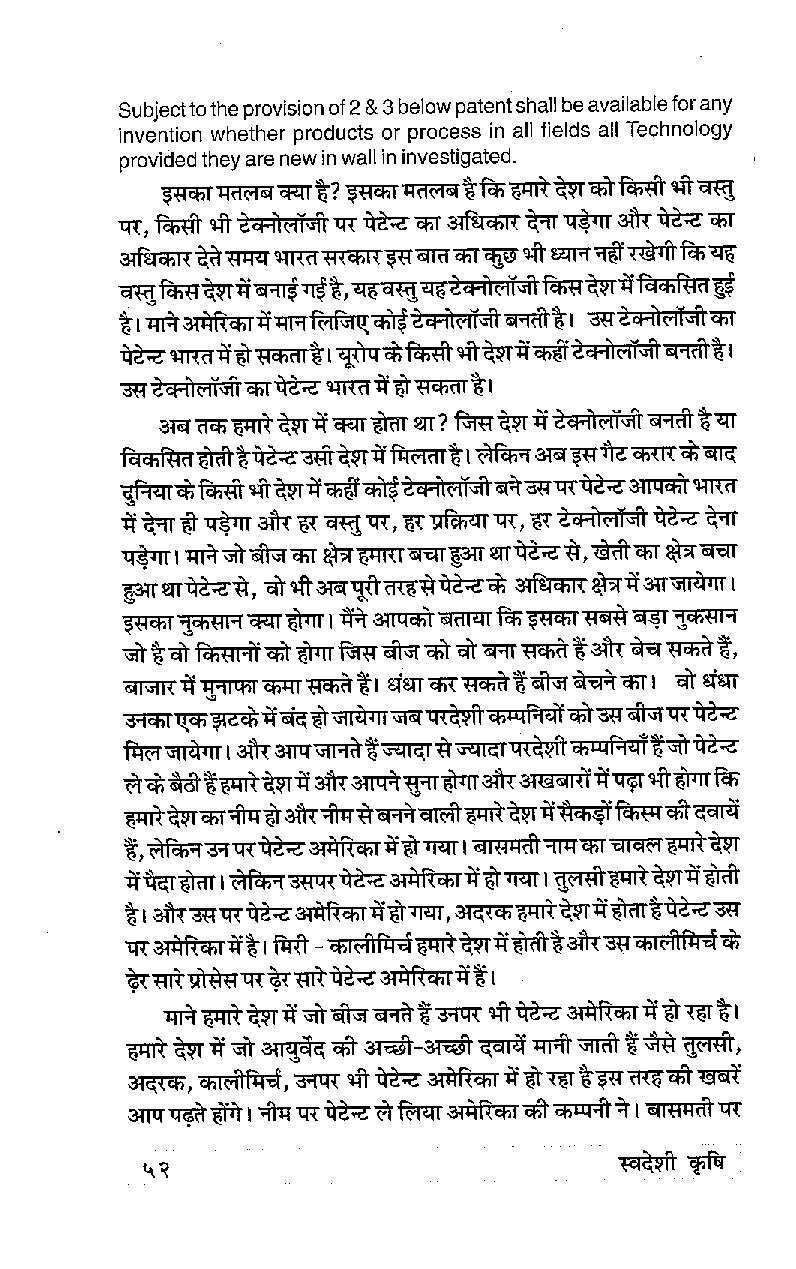 Subject to the provision of 2 & 3 below patent shall be available for any
invention whether products or process in all fields all Technology
provided they are new in wall in investigated.
इसका मतलब क्या है? इसका मतलब है कि हमारे देश को किसी भी वस्तु
पर, किसी भी टेक्नोलॉजी पर पेटेन्ट का अधिकार देना पड़ेगा और पेटेन्ट का
अधिकार देते समय भारत सरकार इस बात का कुछ भी ध्यान नहीं रखेगी कि यह
वस्तु किस देश में बनाई गई है, यह वस्तु यह टेक्नोलॉजी किस देश में विकसित हुई
है। माने अमेरिका में मान लिजिए कोई टेक्नोलॉजी बनती है। उस टेक्नोलॉजी का
पेटेन्ट भारत में हो सकता है। यूरोप के किसी भी देश में कहीं टेक्नोलॉजी बनती है।
उस टेक्नोलॉजी का पेटेन्ट भारत में हो सकता है।
अब तक हमारे देश में क्या होता था? जिस देश में टेक्नोलॉजी बनती है या
विकसित होती है पेटेन्ट उसी देश में मिलता है। लेकिन अब इस गैट करार के बाद
दुनिया के किसी भी देश में कहीं कोई टेक्नोलॉजी बने उस पर पेटेन्ट आपको भारत
में देना ही पड़ेगा और हर वस्तु पर, हर प्रक्रिया पर, हर टेक्नोलॉजी पेटेन्ट देना
पड़ेगा। माने जो बीज का क्षेत्र हमारा बचा हुआ था पेटेन्ट से, खेती का क्षेत्र बचा
हुआ था पेटेन्ट से, वो भी अब पूरी तरह से पेटेन्ट के अधिकार क्षेत्र में आ जायेगा।
इसका नुकसान क्या होगा। मैंने आपको बताया कि इसका सबसे बड़ा नुकसान
जो है वो किसानों को होगा जिस बीज को वो बना सकते हैं और बेच सकते हैं,
बाजार में मुनाफा कमा सकते हैं। धंधा कर सकते हैं बीज बेचने का। वो धंधा
उनका एक झटके में बंद हो जायेगा जब परदेशी कम्पनियों को उस बीज पर पेटेन्ट
मिल जायेगा। और आप जानते हैं ज्यादा से ज्यादा परदेशी कम्पनियाँ हैं जो पेटेन्ट
ले के बैठी हैं हमारे देश में और आपने सुना होगा और अखबारों में पढ़ा भी होगा कि
हमारे देश का नीम हो और नीम से बनने वाली हमारे देश में सैकड़ों किस्म की दवायें
हैं, लेकिन उन पर पेटेन्ट अमेरिका में हो गया। बासमती नाम का चावल हमारे देश
में पैदा होता। लेकिन उसपर पेटेन्ट अमेरिका में हो गया। तुलसी हमारे देश में होती
है। और उस पर पेटेन्ट अमेरिका में हो गया, अदरक हमारे देश में होता है पेटेन्ट उस
पर अमेरिका में है। मिरी - कालीमिर्च हमारे देश में होती है और उस कालीमिर्च के
ढ़ेर सारे प्रोसेस पर ढ़ेर सारे पेटेन्ट अमेरिका में हैं।
माने हमारे देश में जो बीज बनते हैं उनपर भी पेटेन्ट अमेरिका में हो रहा है।
हमारे देश में जो आयुर्वेद की अच्छी-अच्छी दवायें मानी जाती हैं जैसे तुलसी,
अदरक, कालीमिर्च, उनपर भी पेटेन्ट अमेरिका में हो रहा है इस तरह की खबरें
आप पढ़ते होंगे। नीम पर पेटेन्ट ले लिया अमेरिका की कम्पनी ने। बासमती पर
५२ स्वदेशी कृषि